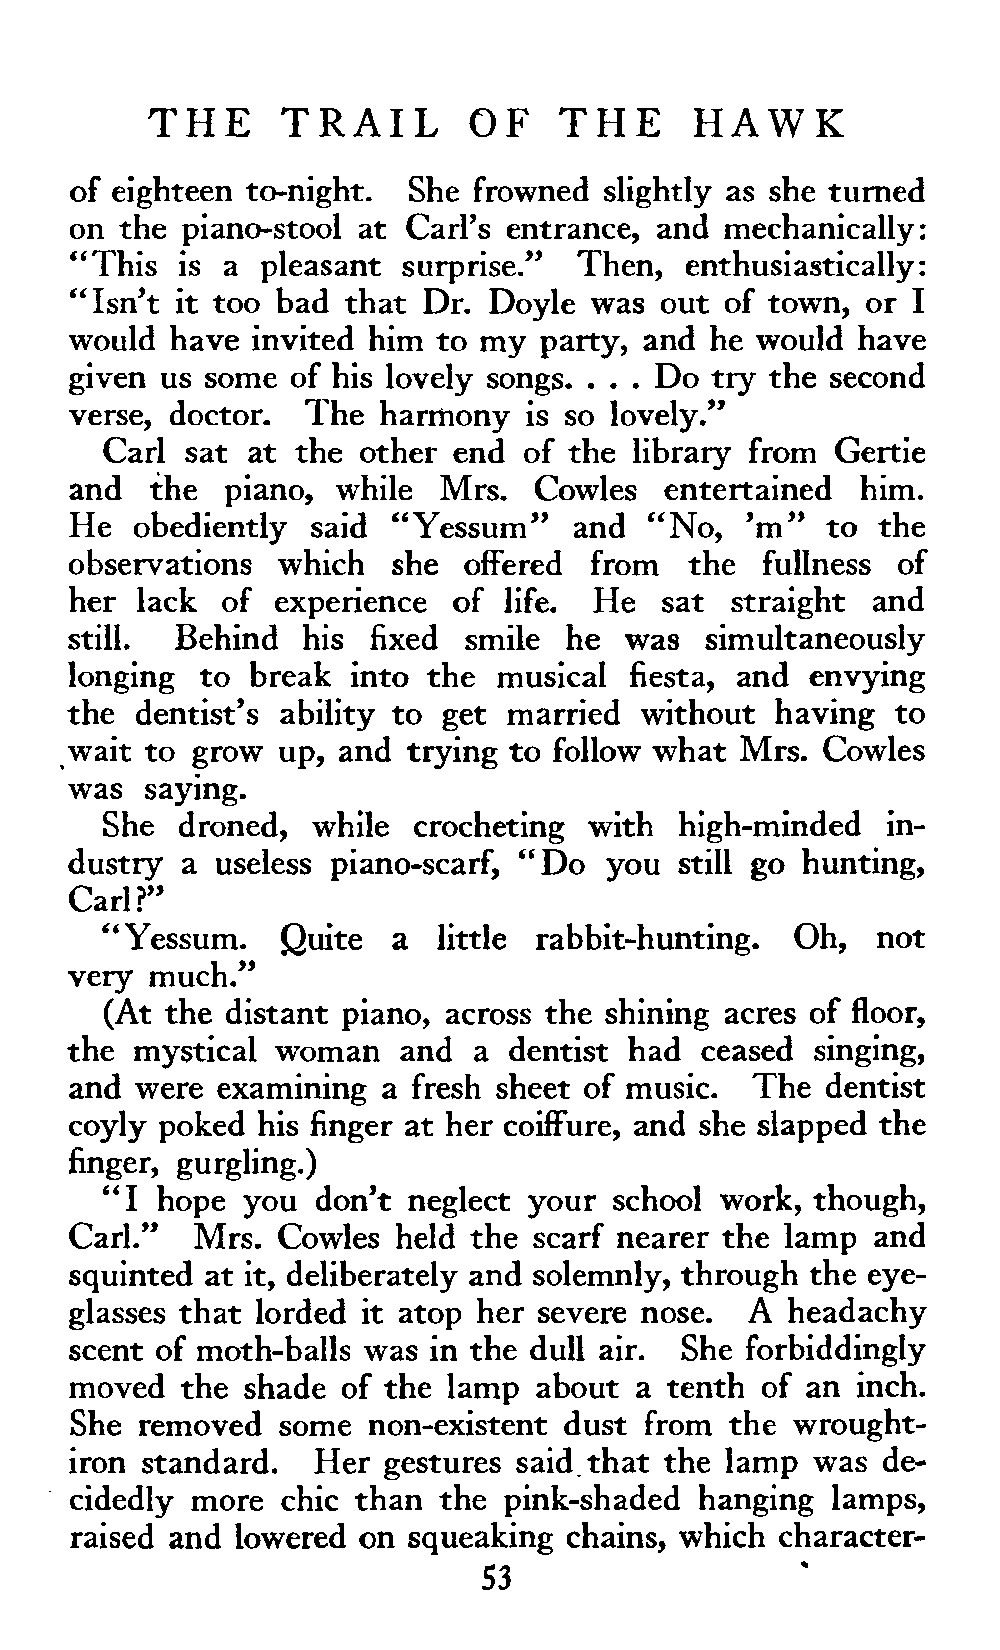 THE TRAIL OF THE HAWK
of eighteen to-night. She frowned slightly as she turned
on the piano-stool at Carl's entrance, and mechanically:
"This is a pleasant surprise." Then, enthusiastically:
"Isn't it too bad that Dr. Doyle was out of town, or I
would have invited him to my party, and he would have
given us some of his lovely songs. . . . Do try the second
verse, doctor. The harmony is so lovely."
Carl sat at the other end of the library from Gertie
and the piano, while Mrs. Cowles entertained him.
He obediently said "Yessum" and "No, 'm" to the
observations which she offered from the fullness of
her lack of experience of life. He sat straight and
still. Behind his fixed smile he was simultaneously
longing to break into the musical fiesta, and envying
the dentist's ability to get married without having to
wait to grow up, and trying to follow what Mrs. Cowles
was saying.
She droned, while crocheting with high-minded in-
dustry a useless piano-scarf, "Do you still go hunting,
Carl?"
"Yessum. Quite a little rabbit-hunting. Oh, not
very much."
(At the distant piano, across the shining acres of floor,
the mystical woman and a dentist had ceased singing,
and were examining a fresh sheet of music. The dentist
coyly poked his finger at her coiffure, and she slapped the
finger, gurgling.)
"I hope you don't neglect your school work, though,
Carl." Mrs. Cowles held the scarf nearer the lamp and
squinted at it, deliberately and solemnly, through the eye-
glasses that lorded it atop her severe nose. A headachy
scent of moth-balls was in the dull air. She forbiddingly
moved the shade of the lamp about a tenth of an inch.
She removed some non-existent dust from the wrought-
iron standard. Her gestures said that the lamp was de-
cidedly more chic than the pink-shaded hanging lamps,
raised and lowered on squeaking chains, which character-
53